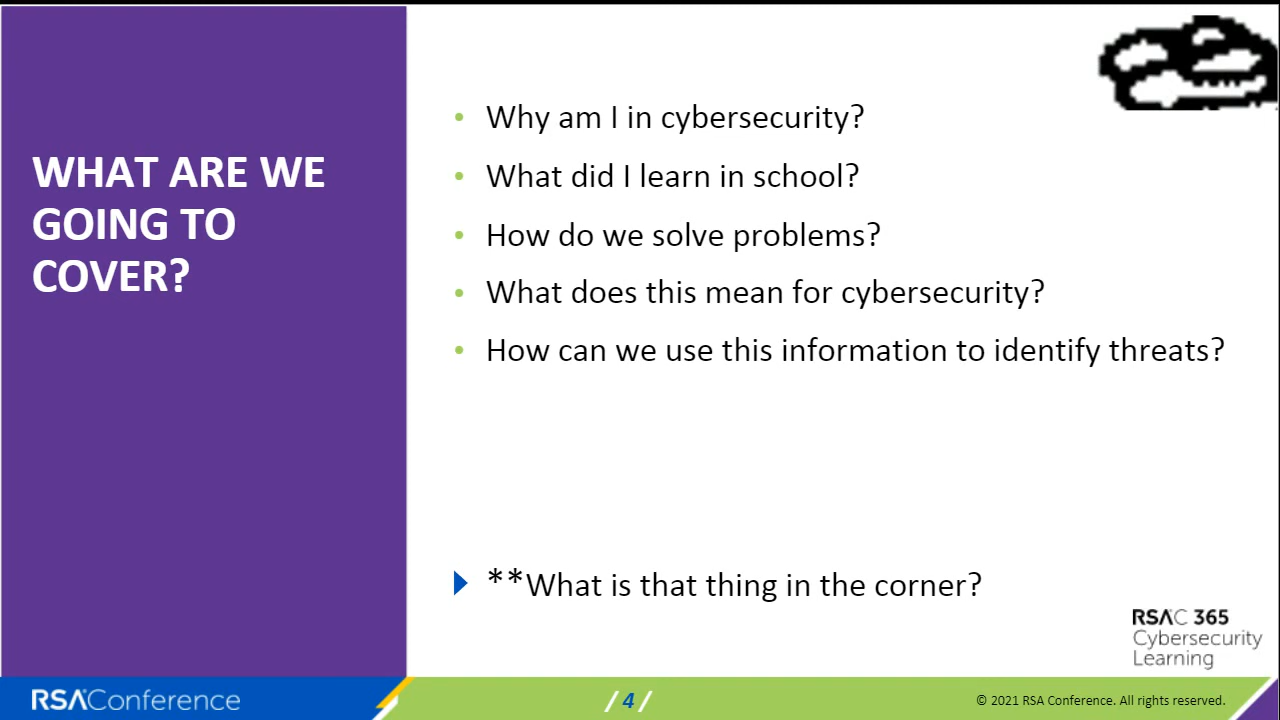 WHAT ARE WE
GOING TO
COVER?
• Why am I in cybersecurity?
• What did I learn in school?
• How do we solve problems?
• What does this mean for cybersecurity?
• How can we use this information to identify threats?
**What is that thing in the corner?
RSAC 365
Cybersecurity
Learning
RSAConference
/ 4 /
© 2021 RSA Conference. All rights reserved.